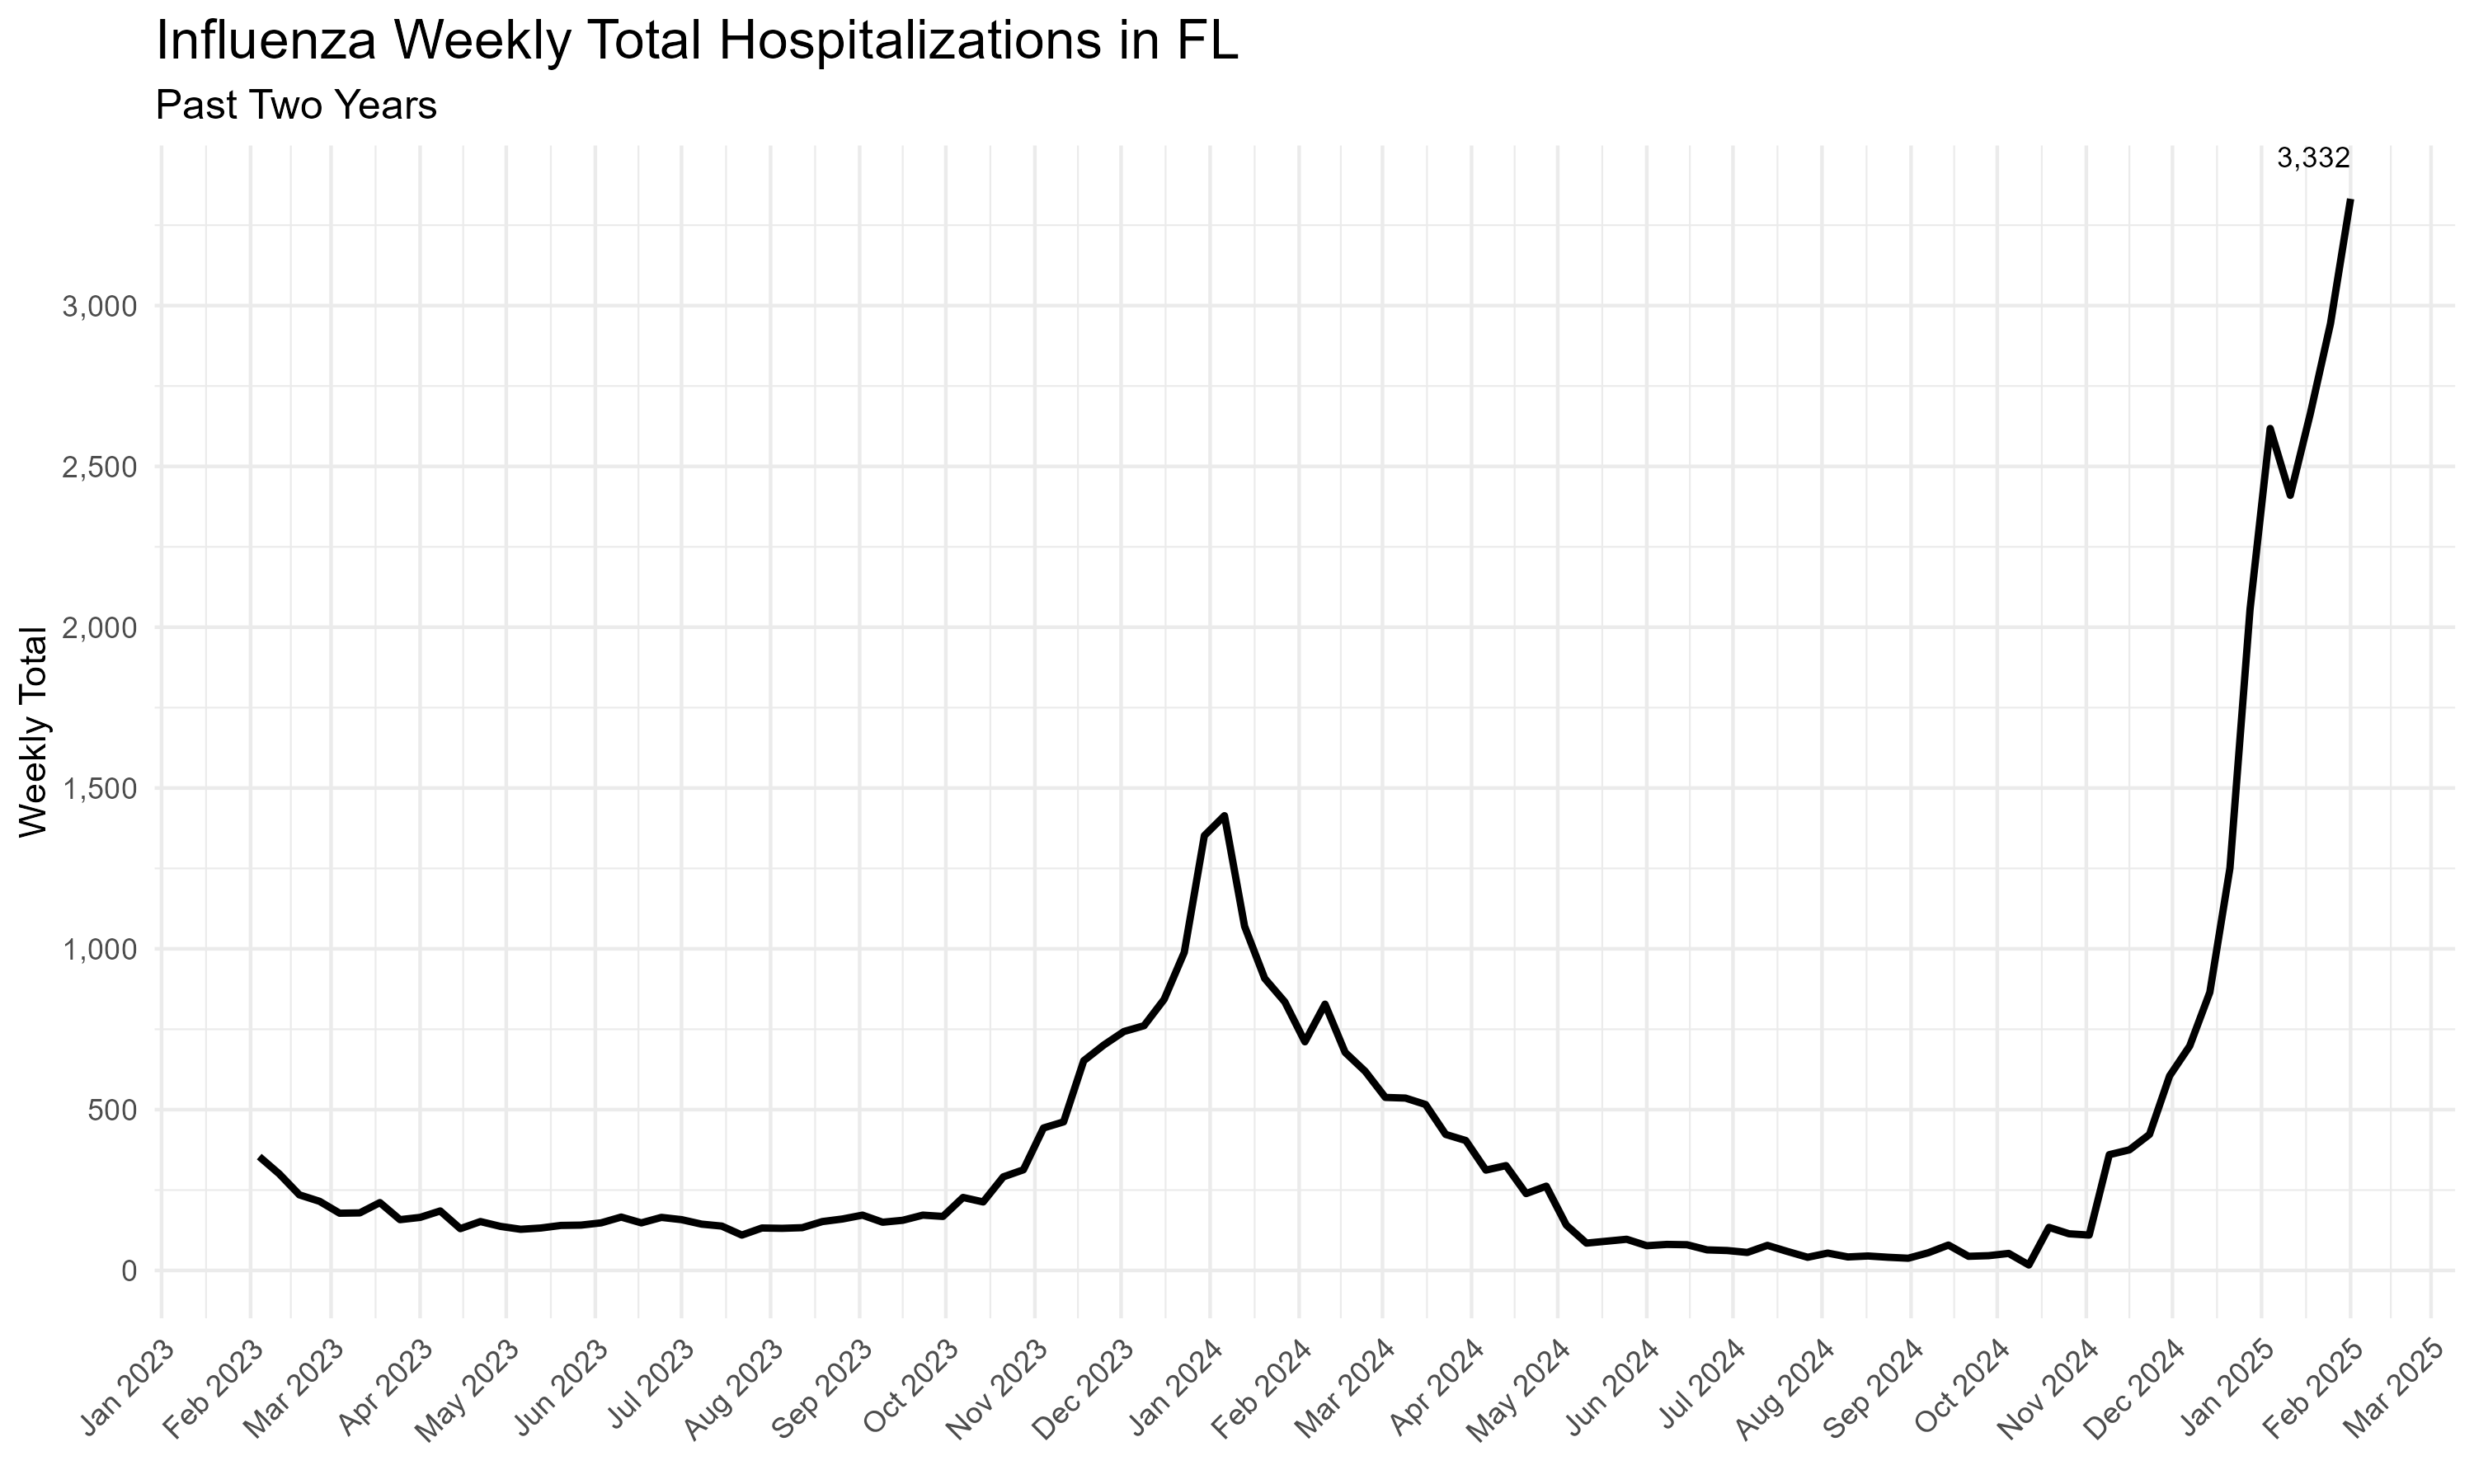 Influenza Weekly Total Hospitalizations in FL
Past Two Years
3,332
3,000
2,500
2,000
1,500
1,000
500
0
Weekly Total
Jan 2023
Feb 2023
Mar 2023
Apr 2023
May 2023
Jun 2023
Jul 2023
Aug 2023
Sep 2023
Oct 2023
Nov 2023
Dec 2023
Jan 2024
Feb 2024
Mar 2024
Apr 2024
May 2024
Jun 2024
Jul 2024
Aug 2024
Sep 2024
Oct 2024
Nov 2024
Dec 2024
Jan 2025
Feb 2025
Mar 2025